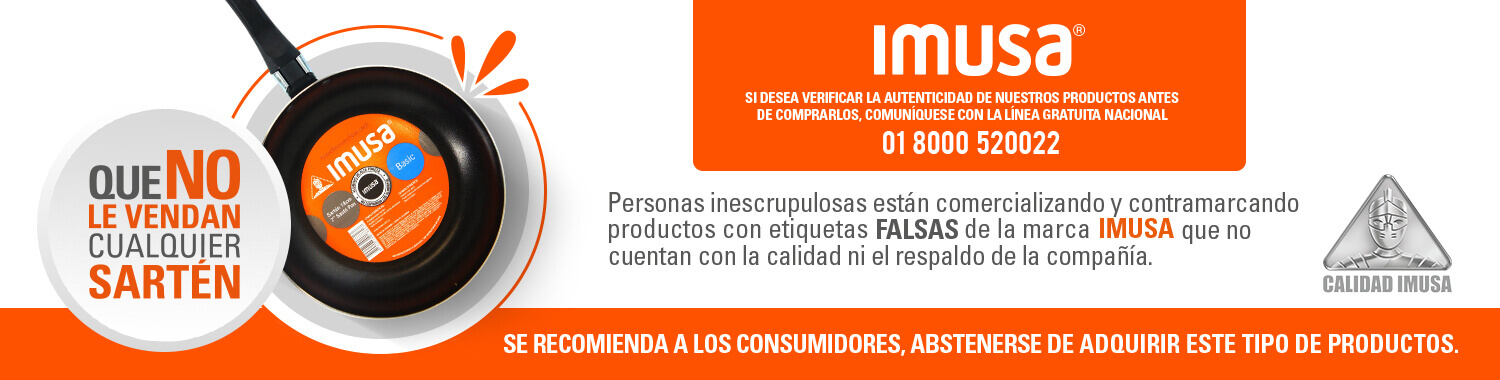 QUE NO
LE VENDAN
CUALQUIER
SARTÉN
IMUSA
Basic
IMUSA
IMUSA®
SI DESEA VERIFICAR LA AUTENTICIDAD DE NUESTROS PRODUCTOS ANTES
DE COMPRARLOS, COMUNÍQUESE CON LA LÍNEA GRATUITA NACIONAL
01 8000 520022
Personas inescrupulosas están comercializando y contramarcando
productos con etiquetas FALSAS de la marca IMUSA que no
cuentan con la calidad ni el respaldo de la compañía.
CALIDAD IMUSA
SE RECOMIENDA A LOS CONSUMIDORES, ABSTENERSE DE ADQUIRIR ESTE TIPO DE PRODUCTOS.